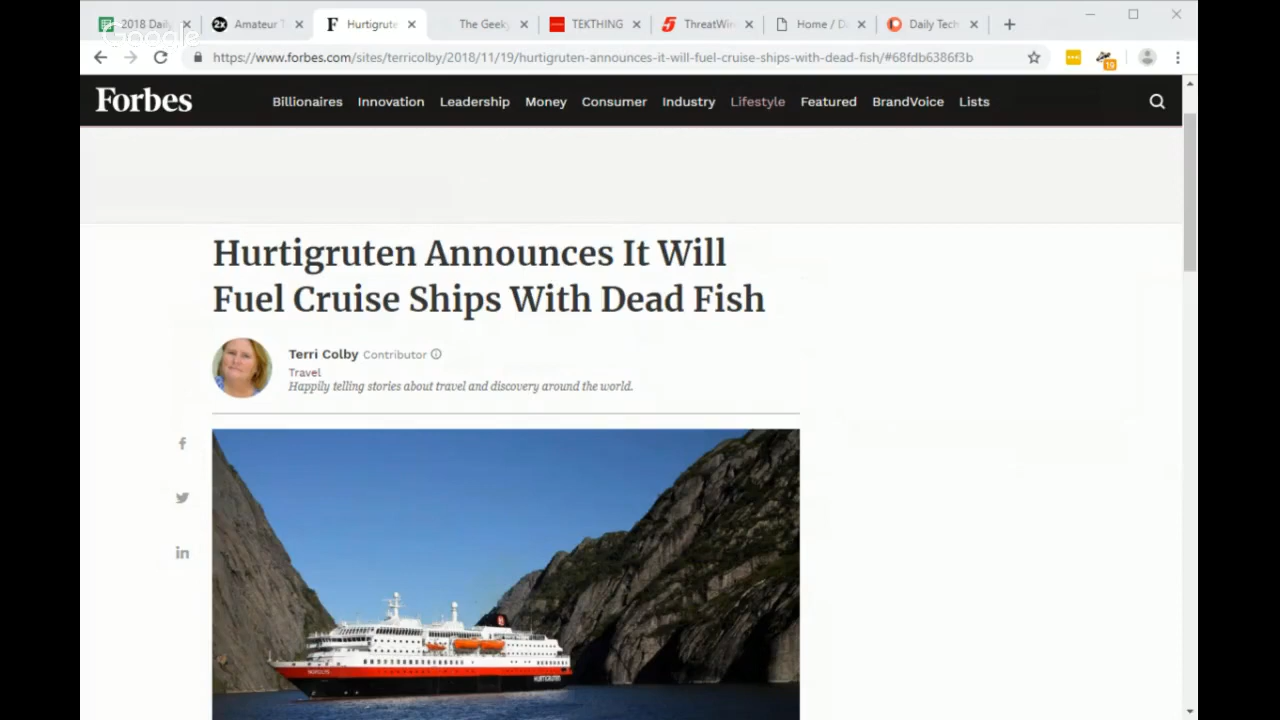 2018 Daily
Amateur T
Hurtigrute
The Geek
TEKTHING
ThreatWir
Home / D
Daily Tech
Google
https://www.forbes.com/sites/terricolby/2018/11/19/hurtigruten-announces-it-will-fuel-cruise-ships-with-dead-fish/#68fdb6386f3b
19
Forbes
Billionaires Innovation Leadership Money Consumer Industry Lifestyle Featured BrandVoice Lists
Hurtigruten Announces It Will
Fuel Cruise Ships With Dead Fish
Terri Colby Contributor
Travel
Happily telling stories about travel and discovery around the world.
HURTIGRUTEN